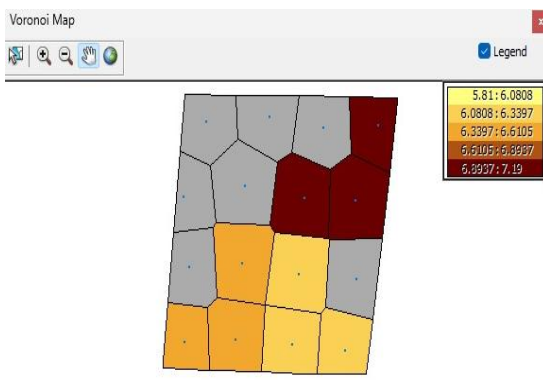 Voronoi Map
x
Legend
5.81 : 6.0808
6.0808 : 6.3397
6.3397 : 6.6105
6.6105 : 6.8937
6.8937 : 7.19